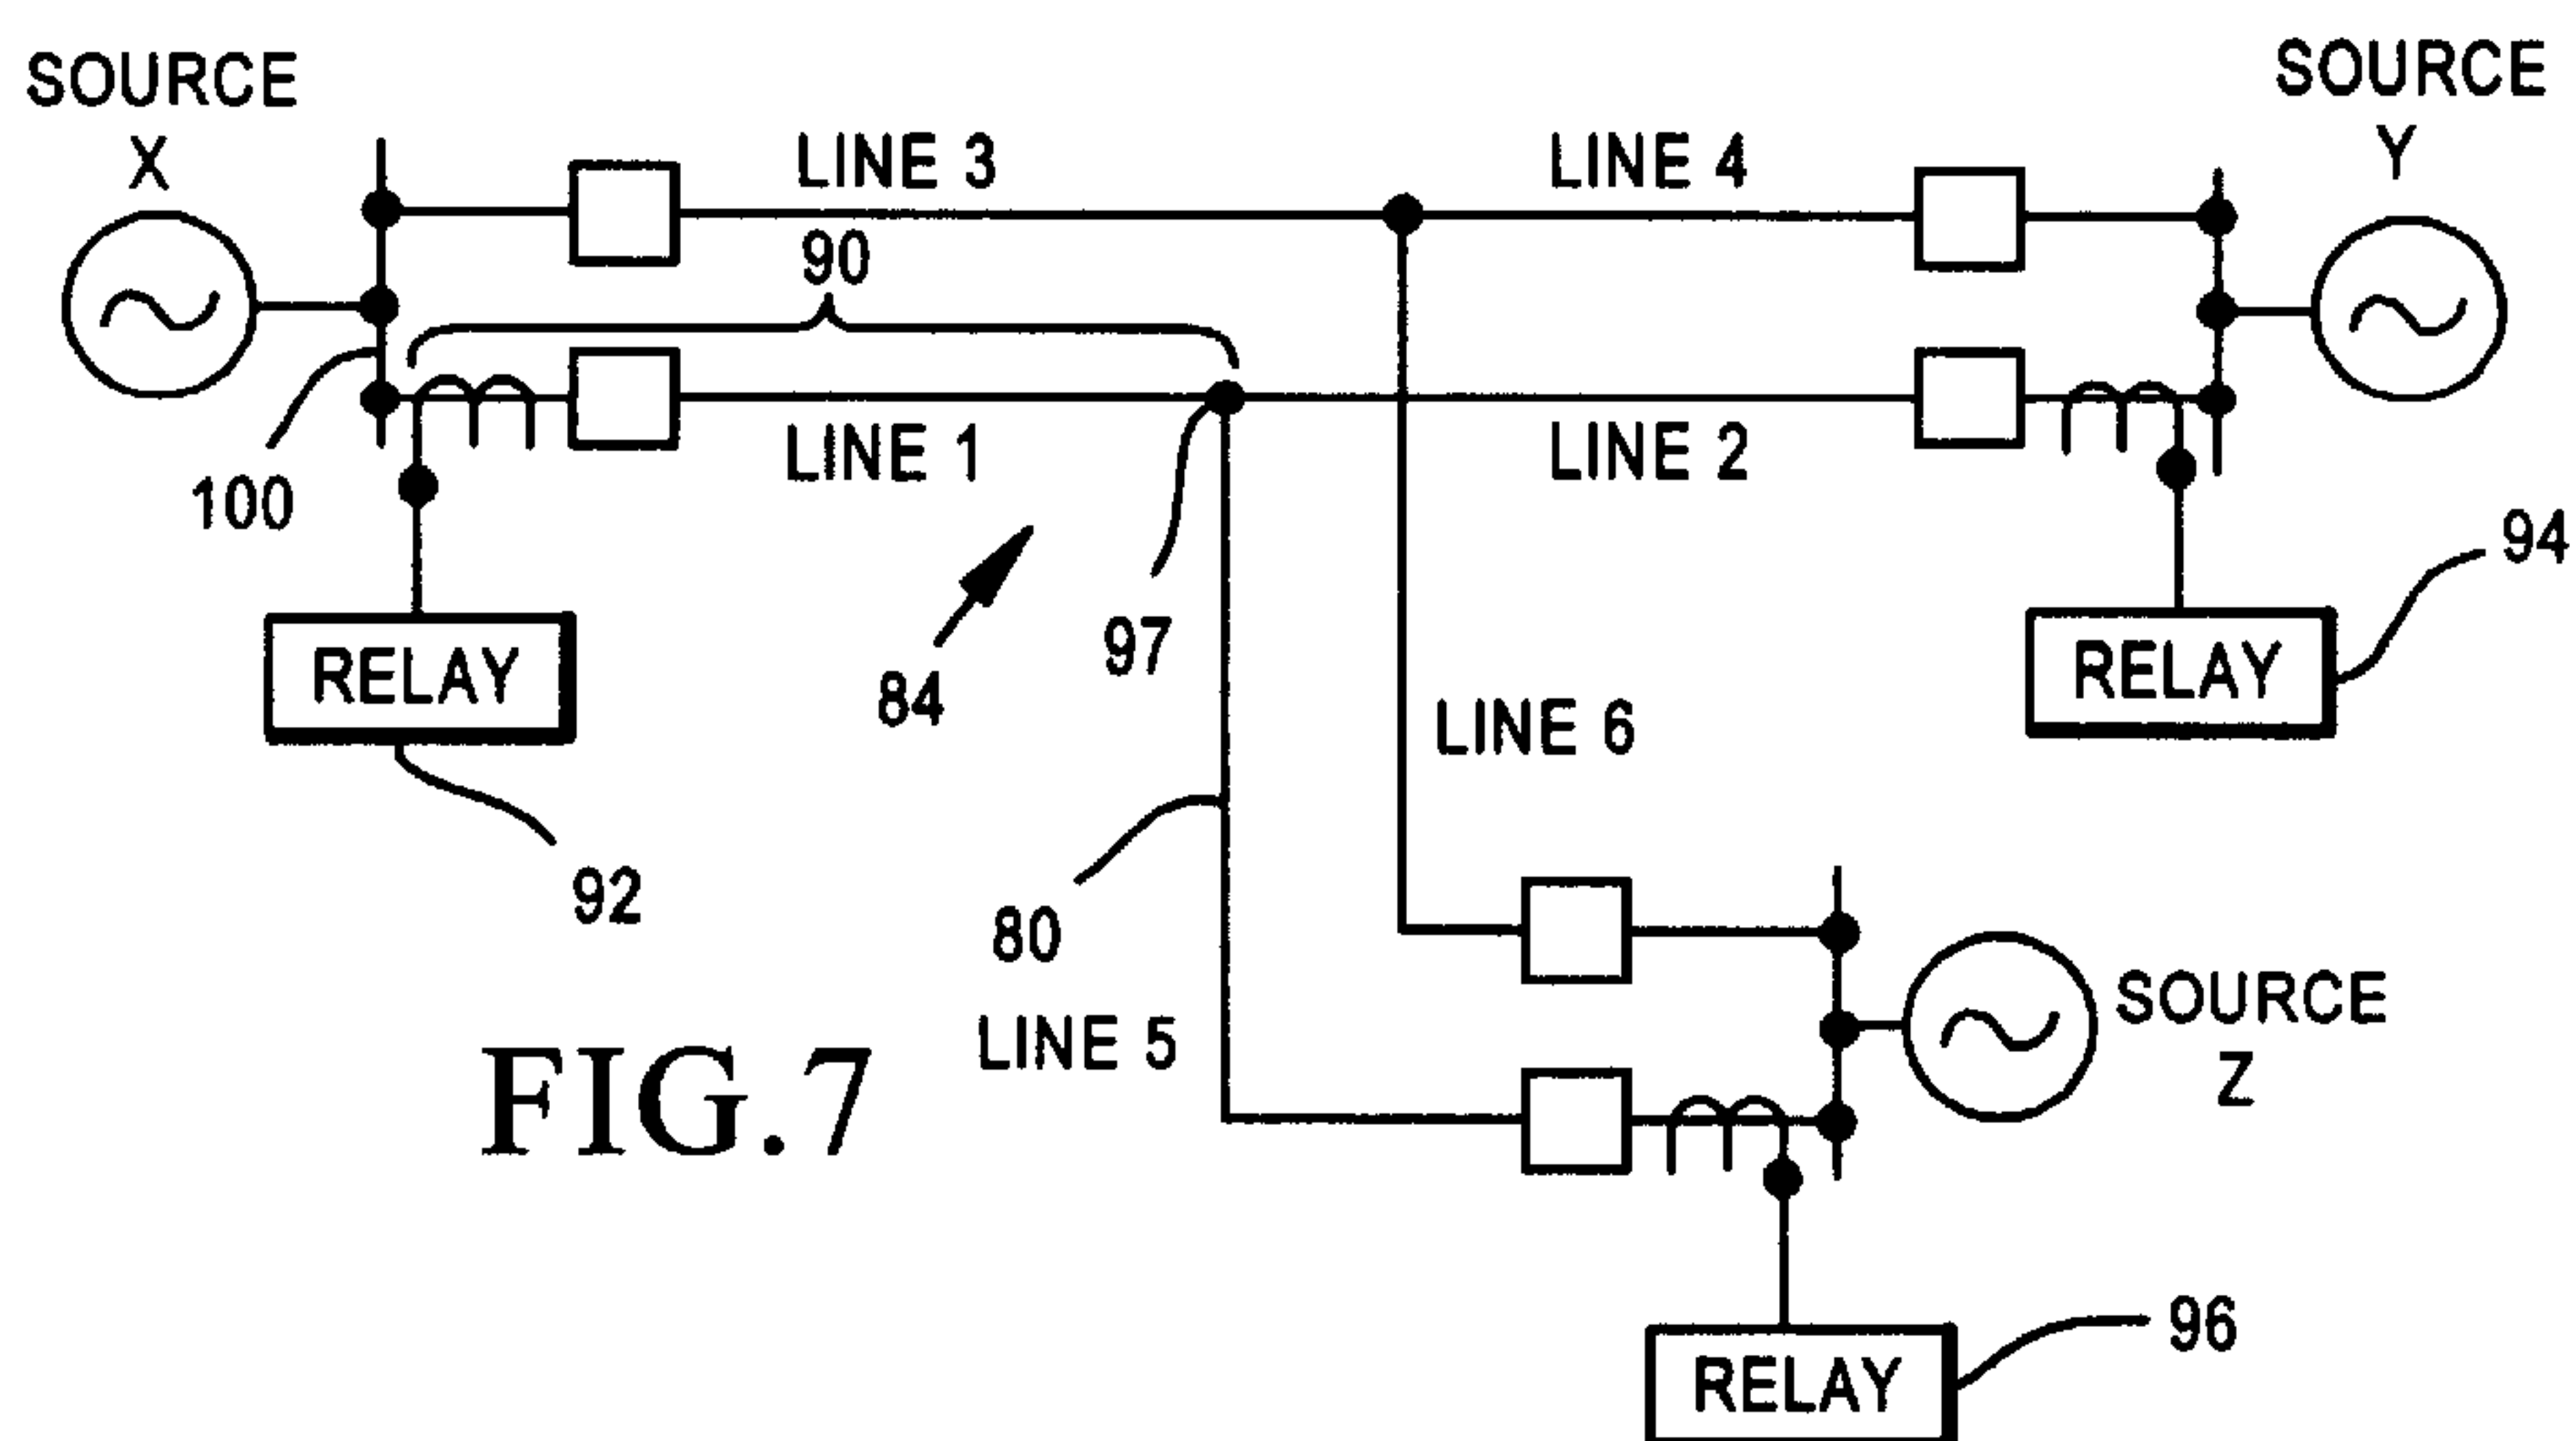 SOURCE
X
SOURCE
Y
LINE 3
LINE 4
90
100
LINE 1
LINE 2
94
97
RELAY
RELAY
84
LINE 6
92
80
SOURCE
Z
LINE 5
FIG.7
96
RELAY